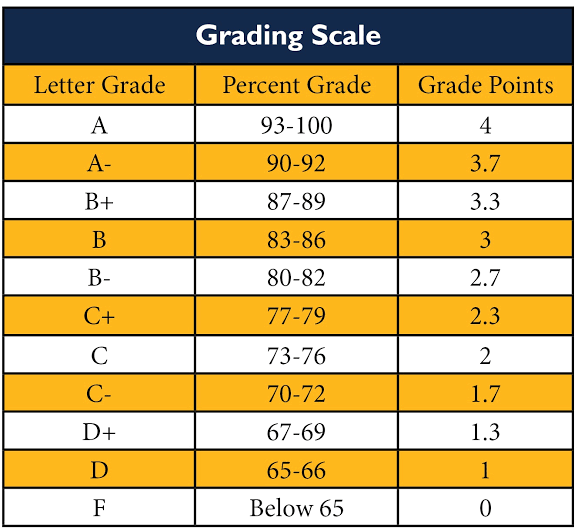 Grading Scale
Letter Grade Percent Grade Grade Points
A 93-100 4
A- 90-92 3.7
B+ 87-89 3.3
B 83-86 3
B- 80-82 2.7
C+ 77-79 2.3
C 73-76 2
C- 70-72 1.7
D+ 67-69 1.3
D 65-66 1
F Below 65 0